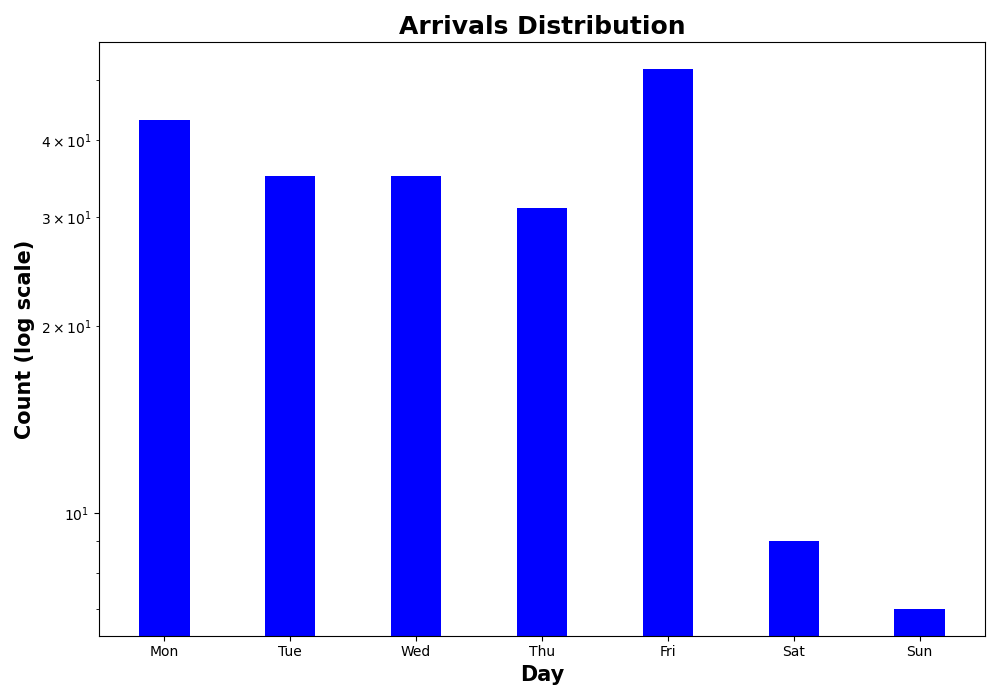 Arrivals Distribution
4 × 10¹
3 × 10¹
2 × 10¹
10¹
Count (log scale)
Mon Tue Wed Thu Fri Sat Sun
Day